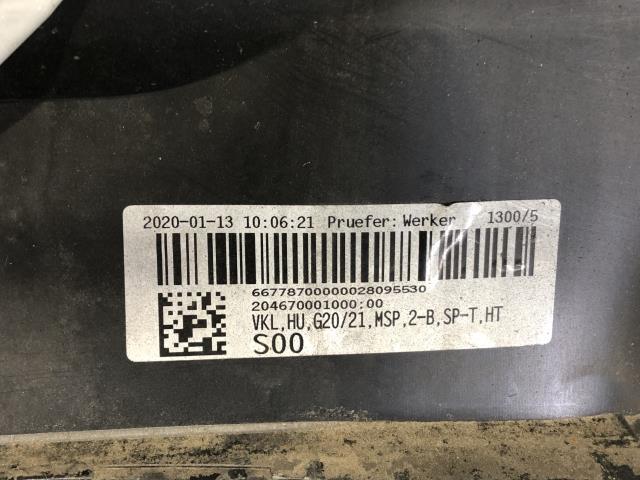 2020-01-13 10:06:21 Pruefer: Werker 1300/5
66778700000028095530
204670001000:00
VKL,HU,G20/21,MSP,2-B,SP-T,HT
S00